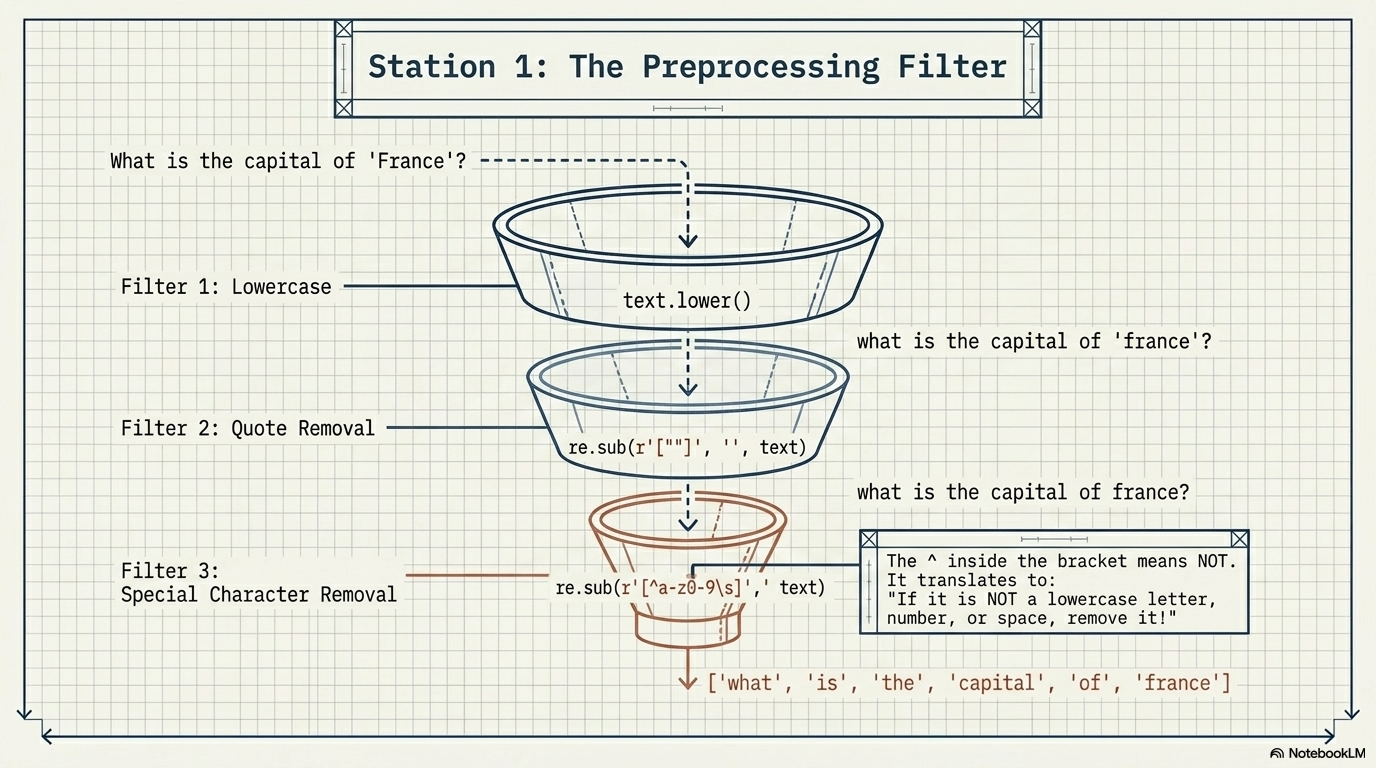 Station 1: The Preprocessing Filter
What is the capital of 'France'?
Filter 1: Lowercase
text.lower()
what is the capital of 'france'?
Filter 2: Quote Removal
re.sub(r'[""]', '', text)
what is the capital of france?
Filter 3:
Special Character Removal
re.sub(r'[^a-z0-9\s]',' text)
The ^ inside the bracket means NOT.
It translates to:
"If it is NOT a lowercase letter,
number, or space, remove it!"
['what', 'is', 'the', 'capital', 'of', 'france']
NotebookLM